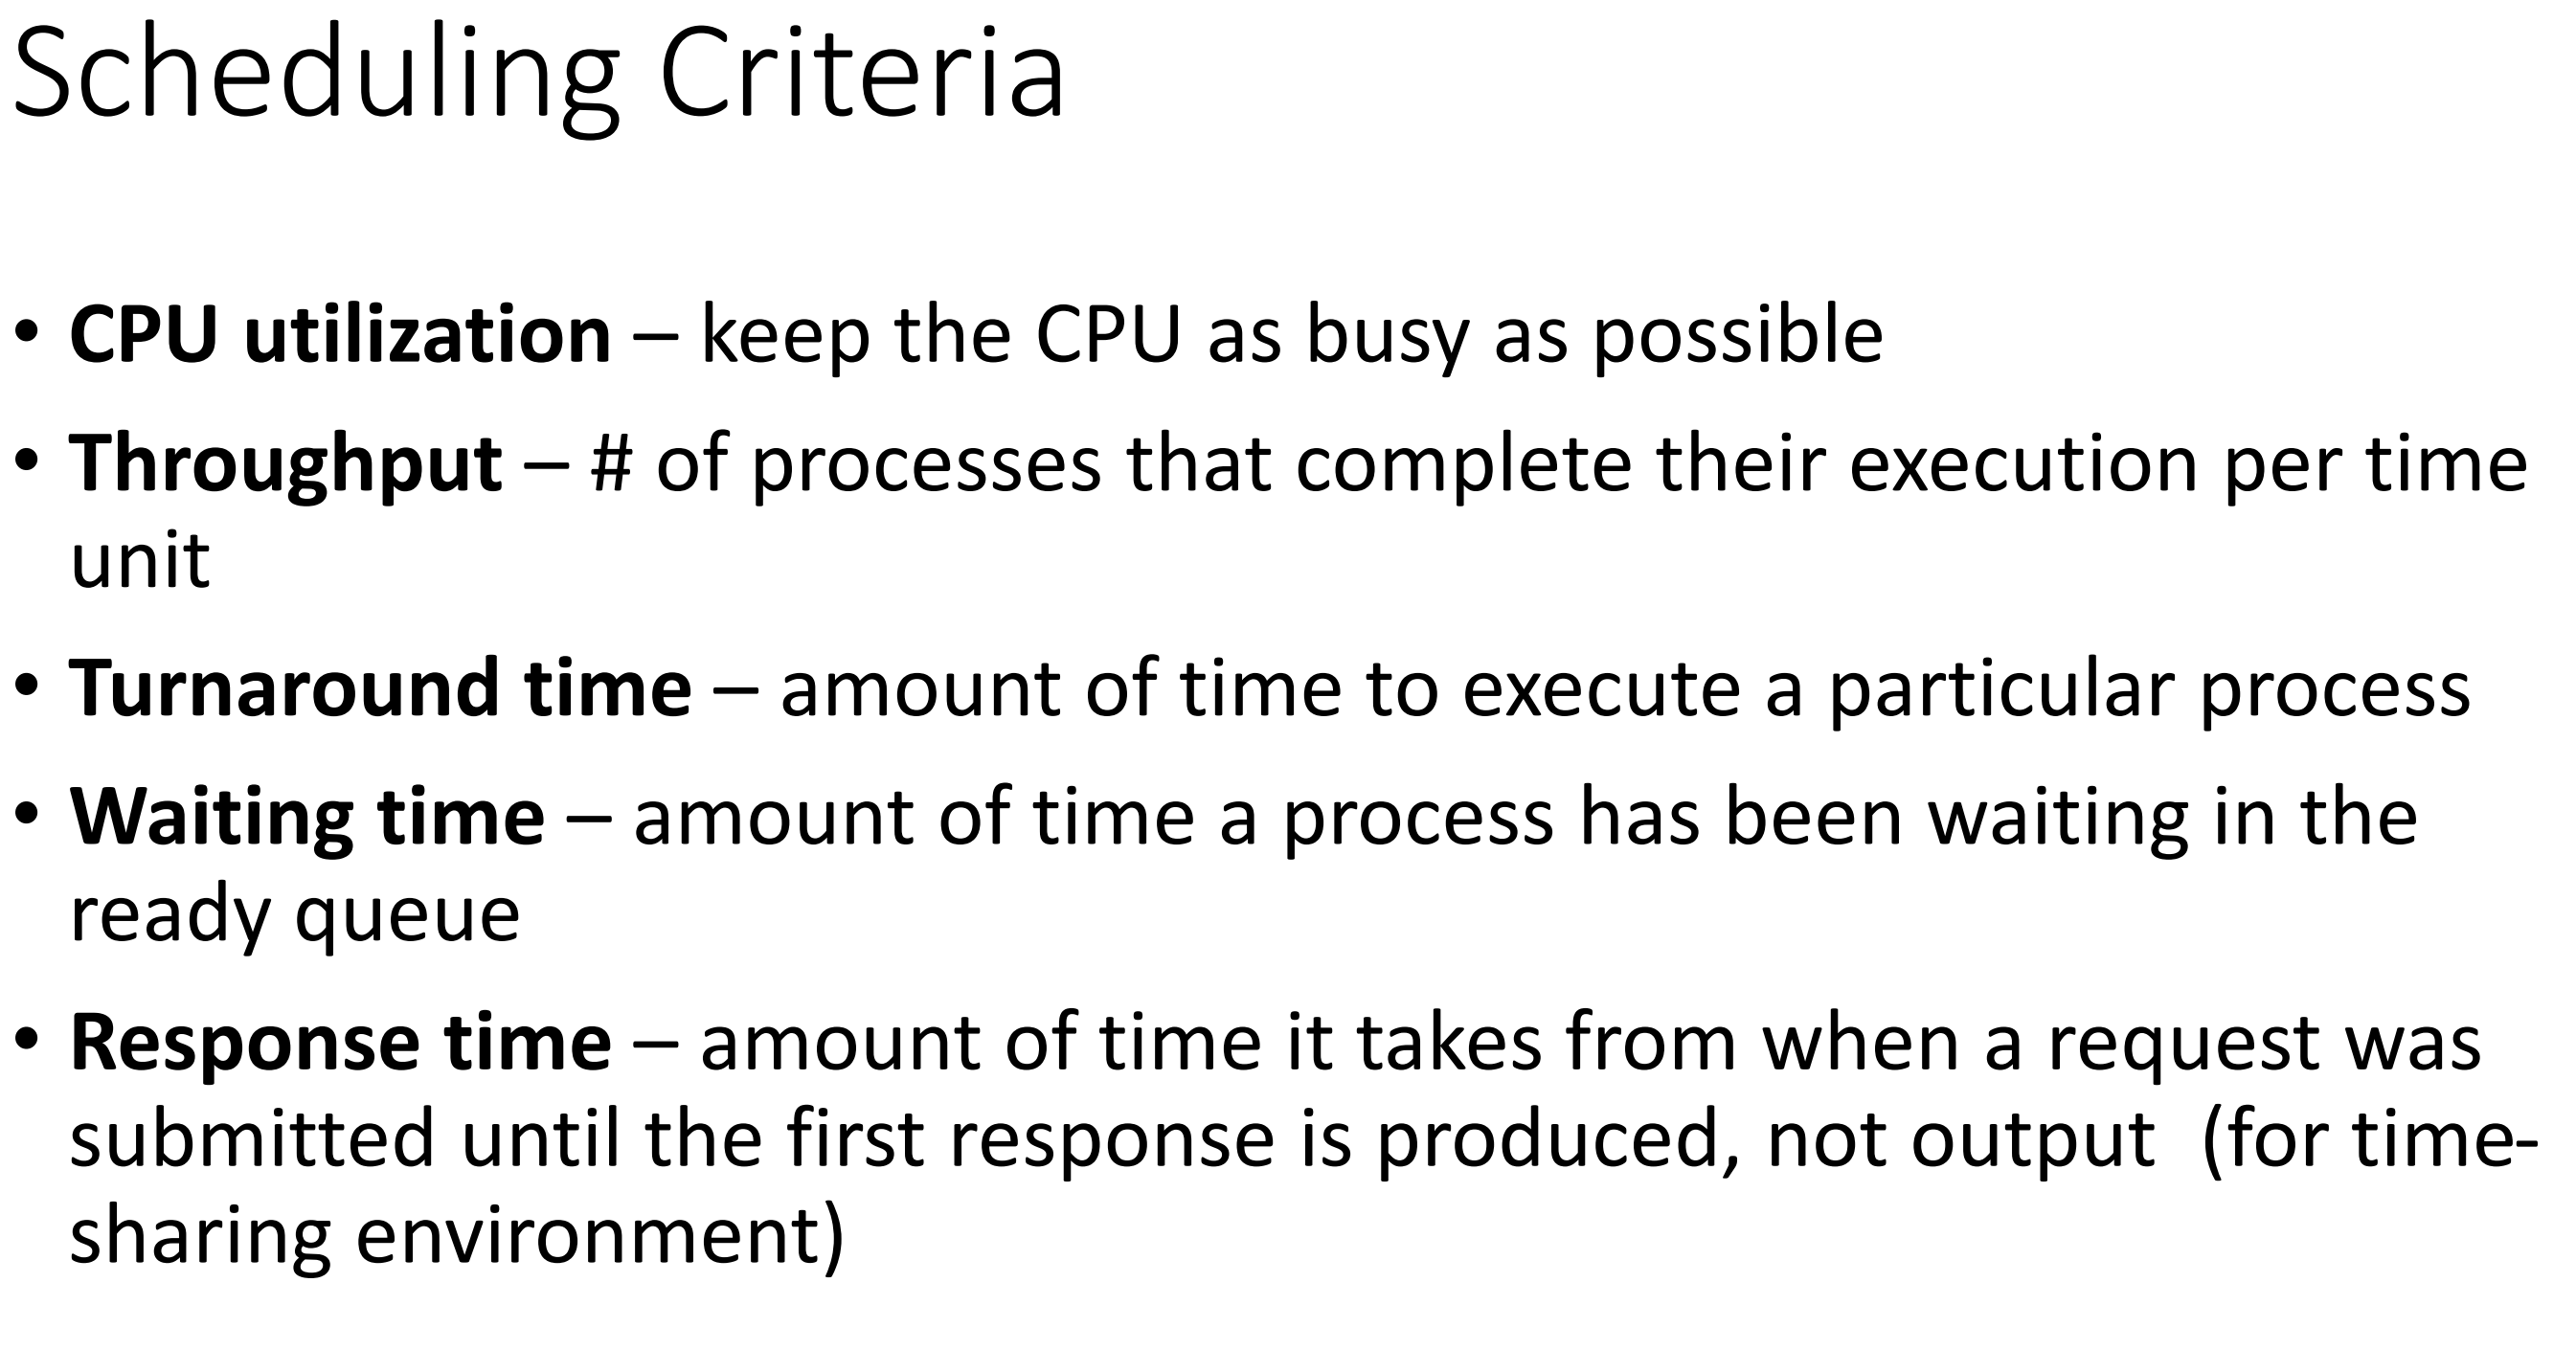 Scheduling Criteria
• CPU utilization – keep the CPU as busy as possible
• Throughput – # of processes that complete their execution per time
unit
• Turnaround time – amount of time to execute a particular process
• Waiting time – amount of time a process has been waiting in the
ready queue
• Response time – amount of time it takes from when a request was
submitted until the first response is produced, not output  (for time-
sharing environment)